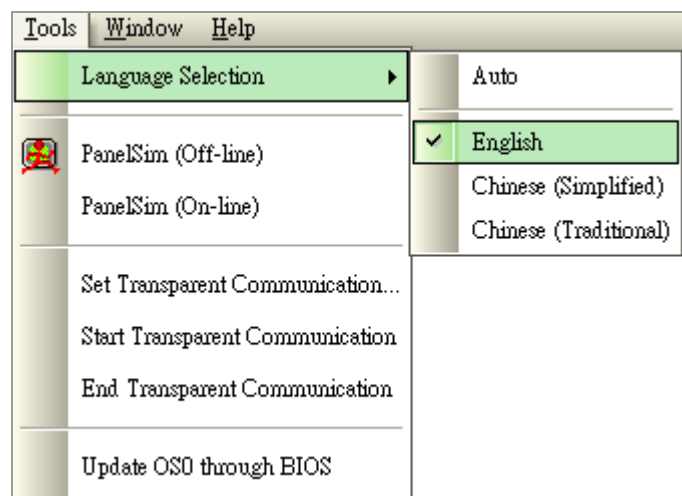 Tools Window Help
Language Selection
Auto
English
Chinese (Simplified)
Chinese (Traditional)
PanelSim (Off-line)
PanelSim (On-line)
Set Transparent Communication...
Start Transparent Communication
End Transparent Communication
Update OS0 through BIOS